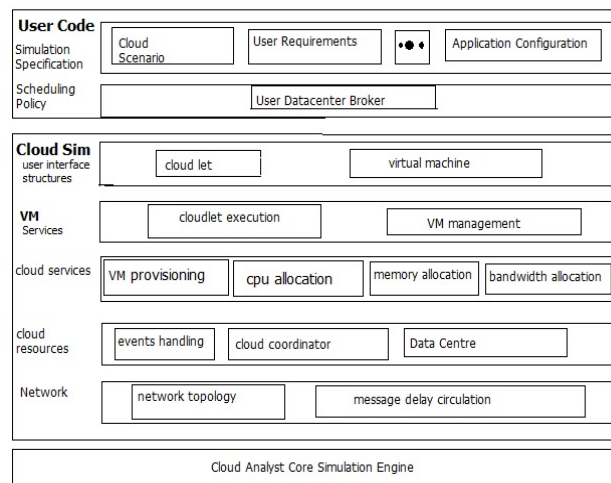 User Code
Simulation
Specification
Cloud
Scenario
User Requirements
Application Configuration
Scheduling
Policy
User Datacenter Broker
Cloud Sim
user interface
structures
cloud let
virtual machine
VM
Services
cloudlet execution
VM management
cloud services
VM provisioning
cpu allocation
memory allocation
bandwidth allocation
cloud
resources
events handling
cloud coordinator
Data Centre
Network
network topology
message delay circulation
Cloud Analyst Core Simulation Engine